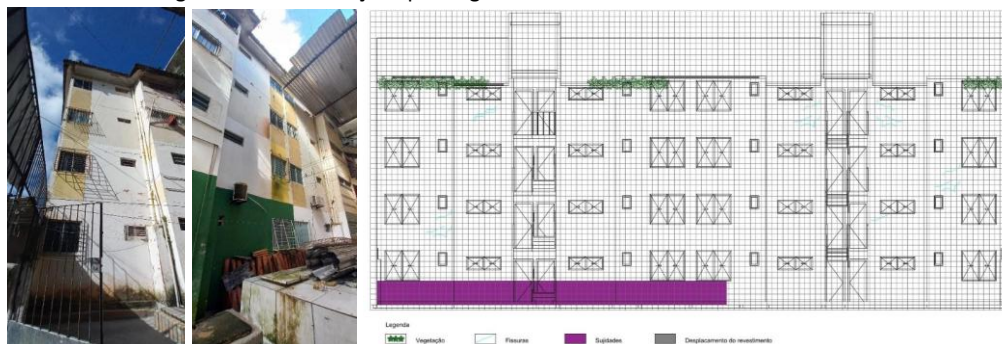 Legenda
Vegetação
Fissuras
Sujidades
Desplacamento do revestimento